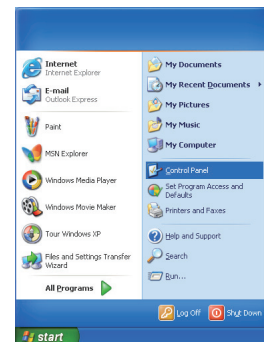 Internet
Internet Explorer
E-mail
Outlook Express
Paint
MSN Explorer
Windows Media Player
Windows Movie Maker
Tour Windows XP
Files and Settings Transfer
Wizard
All Programs
My Documents
My Recent Documents
My Pictures
My Music
My Computer
Control Panel
Set Program Access and
Defaults
Printers and Faxes
Help and Support
Search
Run...
Log Off
Shut Down
start